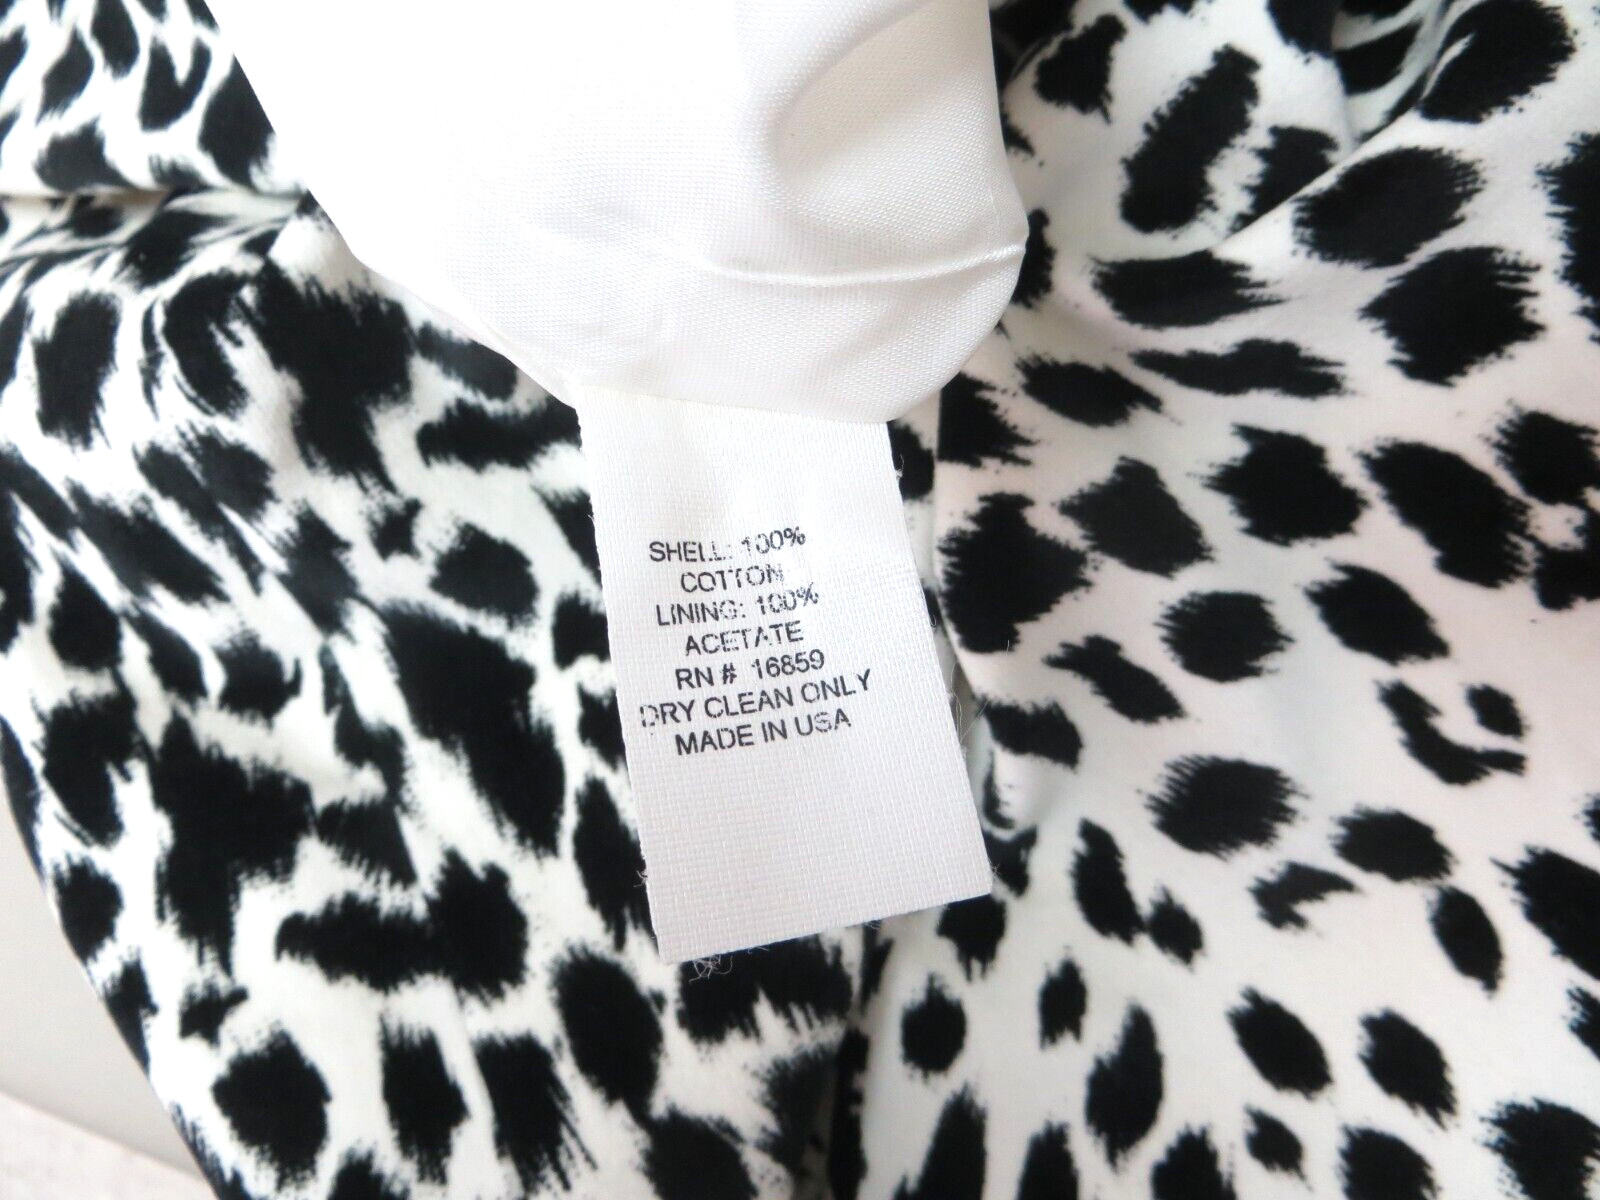 SHELL: 100%
COTTON
LINING: 100%
ACETATE
RN # 16859
DRY CLEAN ONLY
MADE IN USA